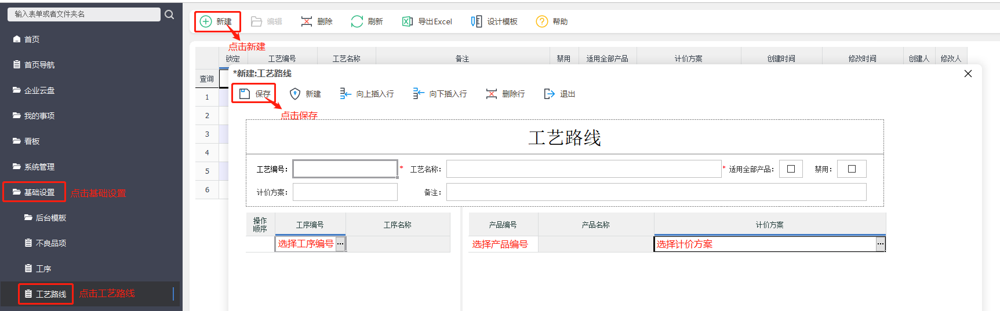 输入表单或者文件夹名
首页
首页导航
企业云盘
我的事项
看板
系统管理
基础设置 点击基础设置
后台模板
不良品项
工序
工艺路线 点击工艺路线
新建 编辑 删除 刷新 导出Excel 设计模板 帮助
点击新建
锁定 工艺编号 工艺名称 备注 禁用 适用全部产品 计价方案 创建时间 修改时间 创建人 修改人
查询
1
2
3
4
5
6
*新建:工艺路线
保存 新建 向上插入行 向下插入行 删除行 退出
点击保存
工艺路线
工艺编号: * 工艺名称: * 适用全部产品: 禁用:
计价方案: 备注:
操作顺序 工序编号 工序名称
选择工序编号 ...
产品编号 产品名称 计价方案
选择产品编号 选择计价方案 ...